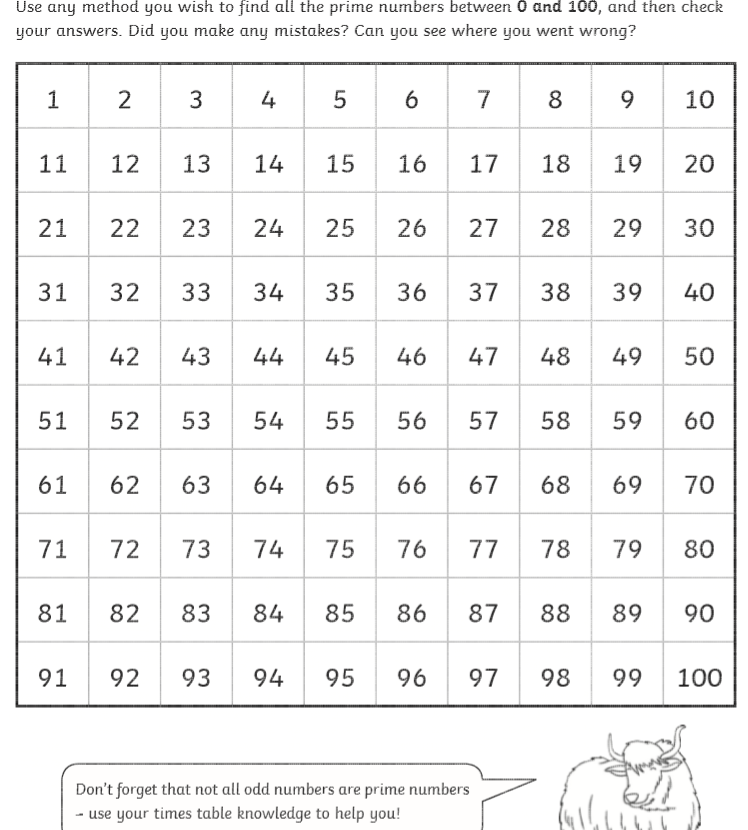 Use any method you wish to find all the prime numbers between 0 and 100, and then check
your answers. Did you make any mistakes? Can you see where you went wrong?
1 2 3 4 5 6 7 8 9 10
11 12 13 14 15 16 17 18 19 20
21 22 23 24 25 26 27 28 29 30
31 32 33 34 35 36 37 38 39 40
41 42 43 44 45 46 47 48 49 50
51 52 53 54 55 56 57 58 59 60
61 62 63 64 65 66 67 68 69 70
71 72 73 74 75 76 77 78 79 80
81 82 83 84 85 86 87 88 89 90
91 92 93 94 95 96 97 98 99 100
Don't forget that not all odd numbers are prime numbers
- use your times table knowledge to help you!